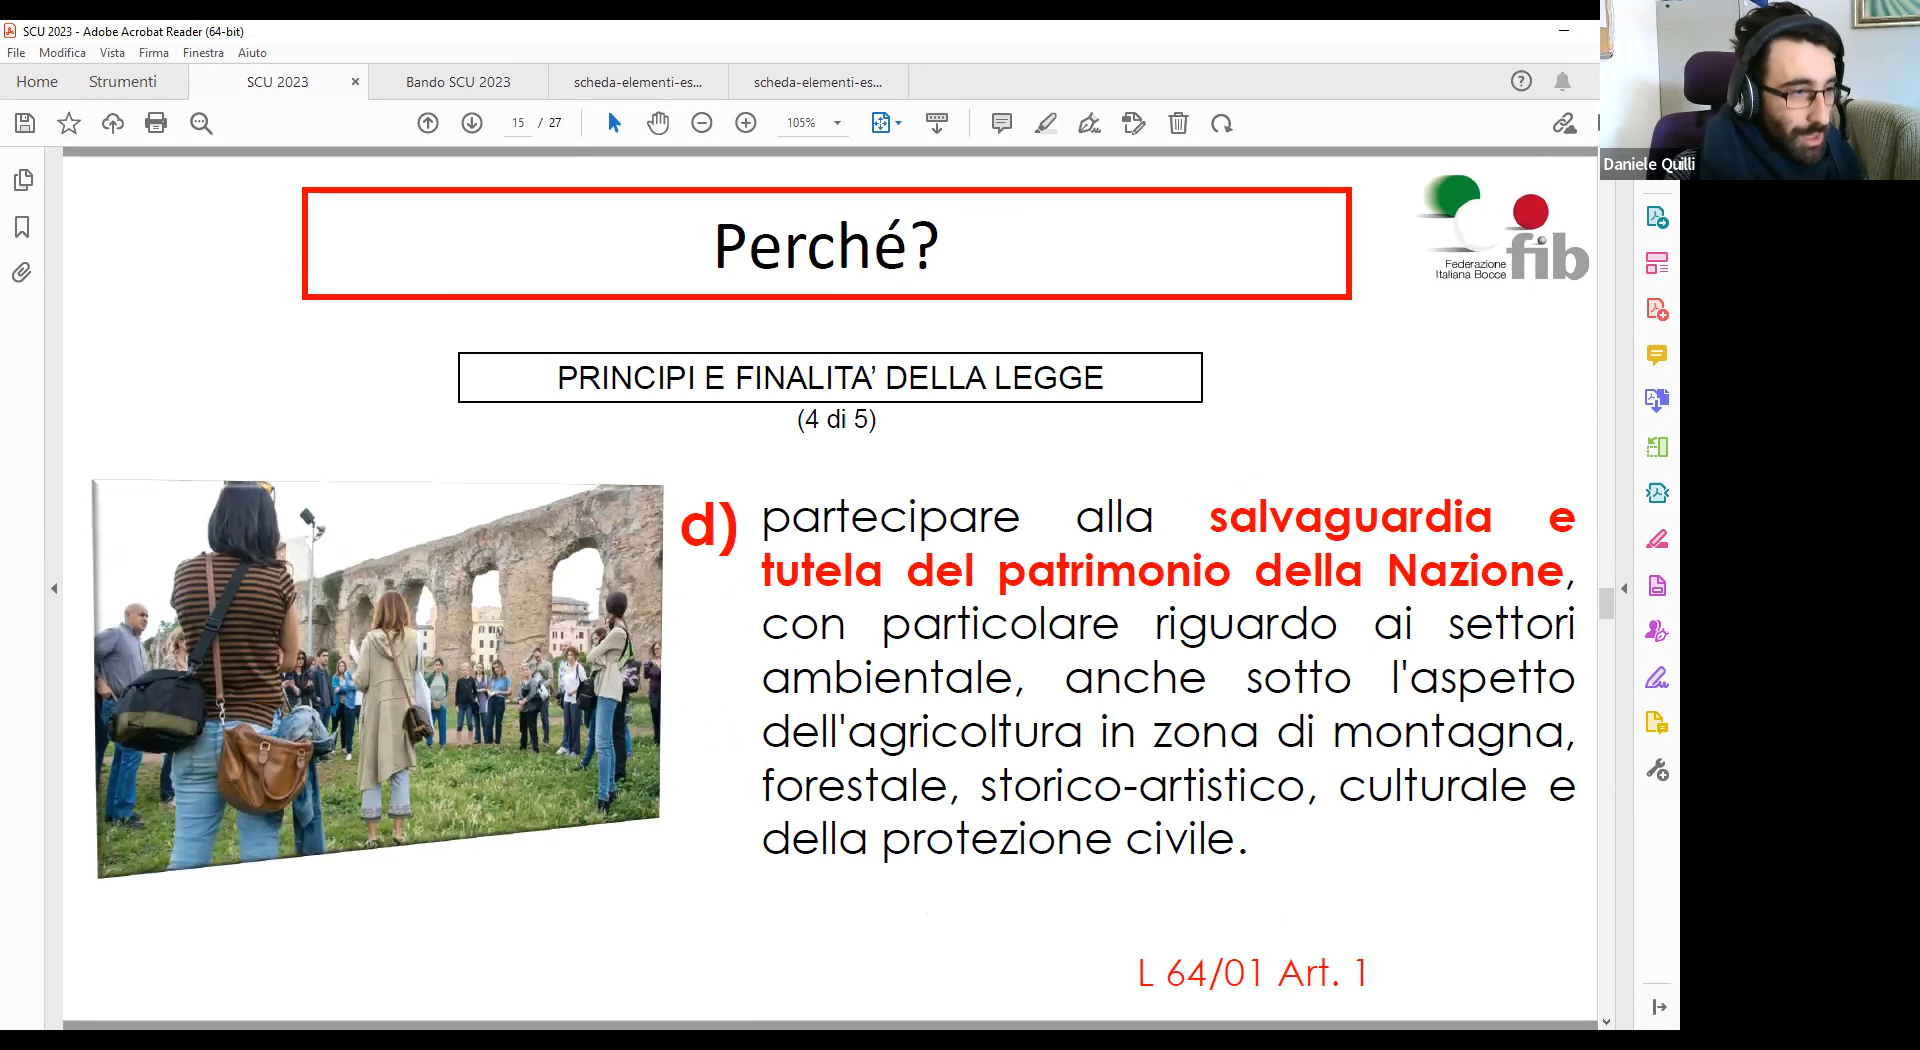 SCU 2023 - Adobe Acrobat Reader (64-bit)
File Modifica Vista Firma Finestra Aiuto
Home Strumenti SCU 2023 × Bando SCU 2023 scheda-elementi-es... scheda-elementi-es...
15 / 27 105%
Daniele Quilli
Perché?
fib
Federazione
Italiana Bocce
PRINCIPI E FINALITA’ DELLA LEGGE
(4 di 5)
d) partecipare alla salvaguardia e
tutela del patrimonio della Nazione,
con particolare riguardo ai settori
ambientale, anche sotto l'aspetto
dell'agricoltura in zona di montagna,
forestale, storico-artistico, culturale e
della protezione civile.
L 64/01 Art. 1